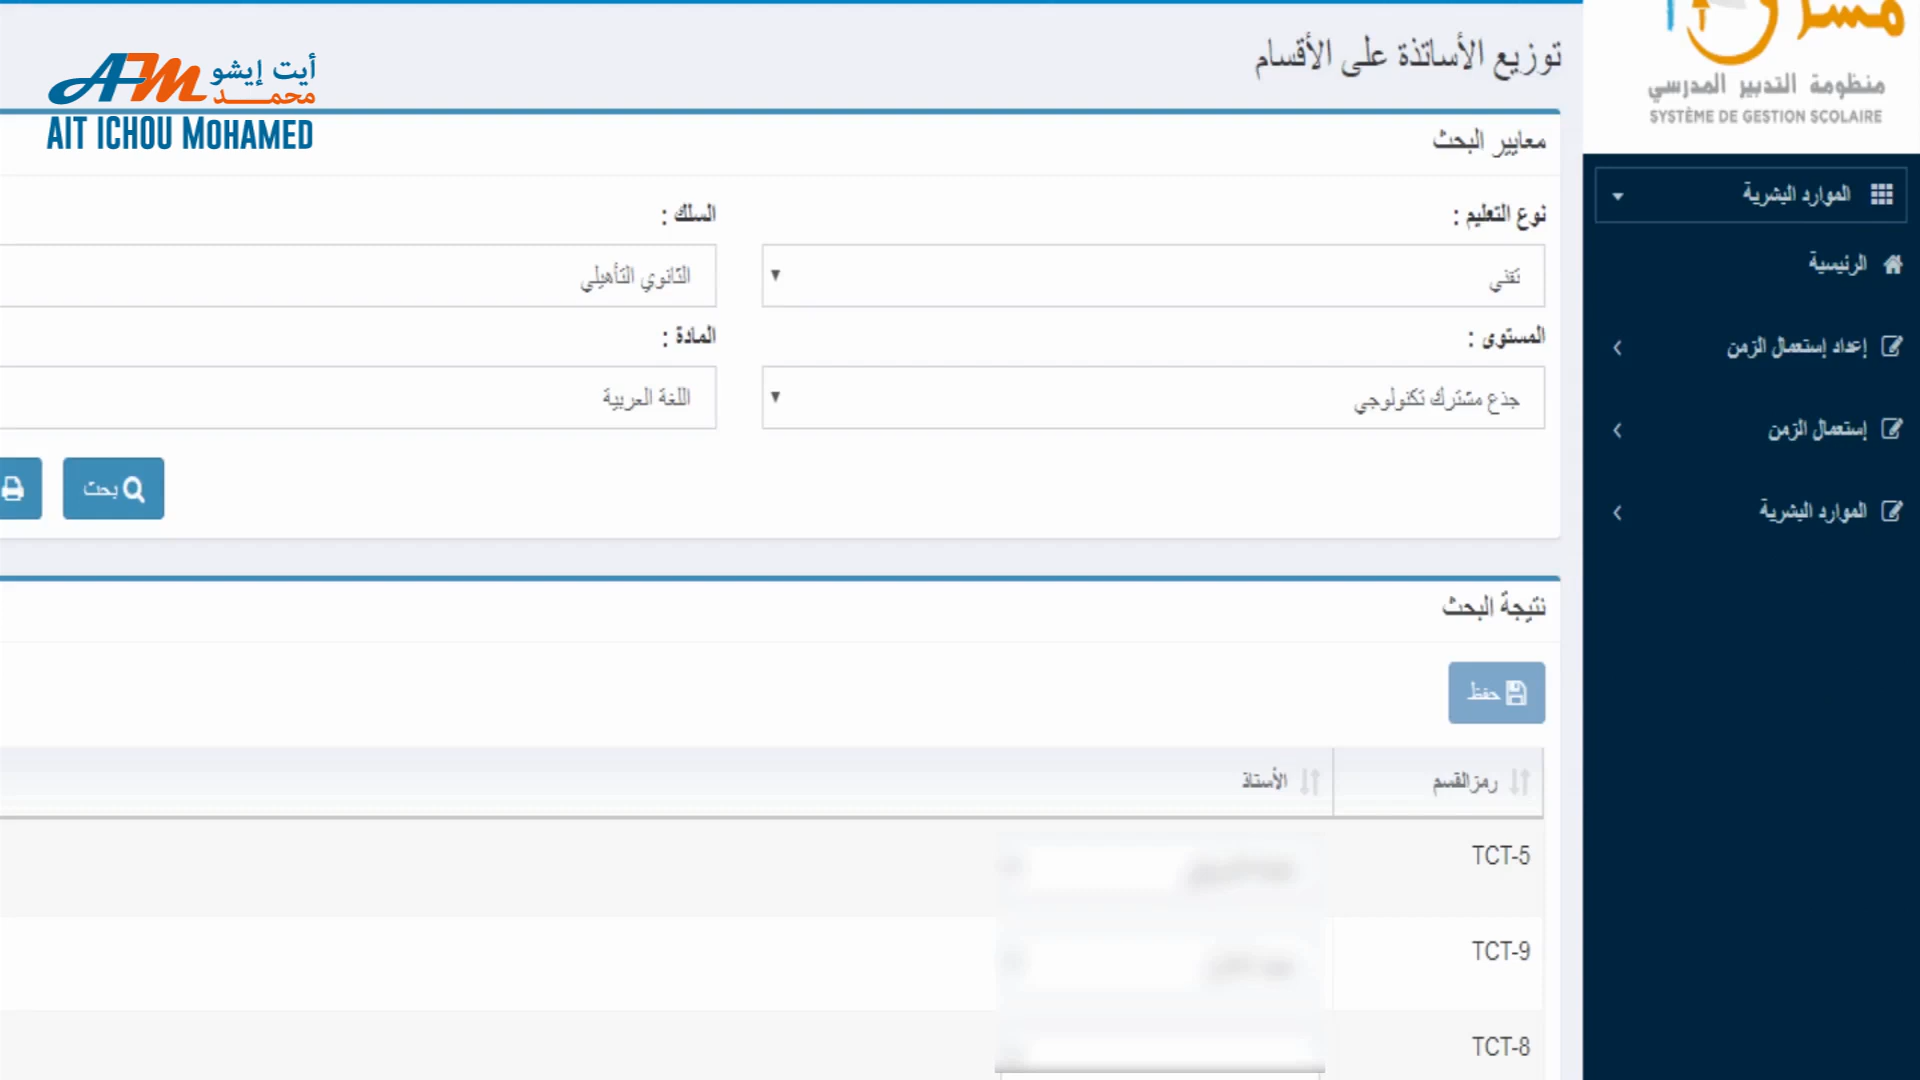 أيت إيشو
محمد
AIT ICHOU MOHAMED
منظومة التدبير المدرسي
SYSTÈME DE GESTION SCOLAIRE
الموارد البشرية
الرئيسية
إعداد إستعمال الزمن
إستعمال الزمن
الموارد البشرية
توزيع الأساتذة على الأقسام
معايير البحث
نوع التعليم : السلك :
تقني الثانوي التأهيلي
المستوى : المادة :
جذع مشترك تكنولوجي اللغة العربية
بحث
نتيجة البحث
حفظ
رمزالقسم الأستاذ
TCT-5
TCT-9
TCT-8